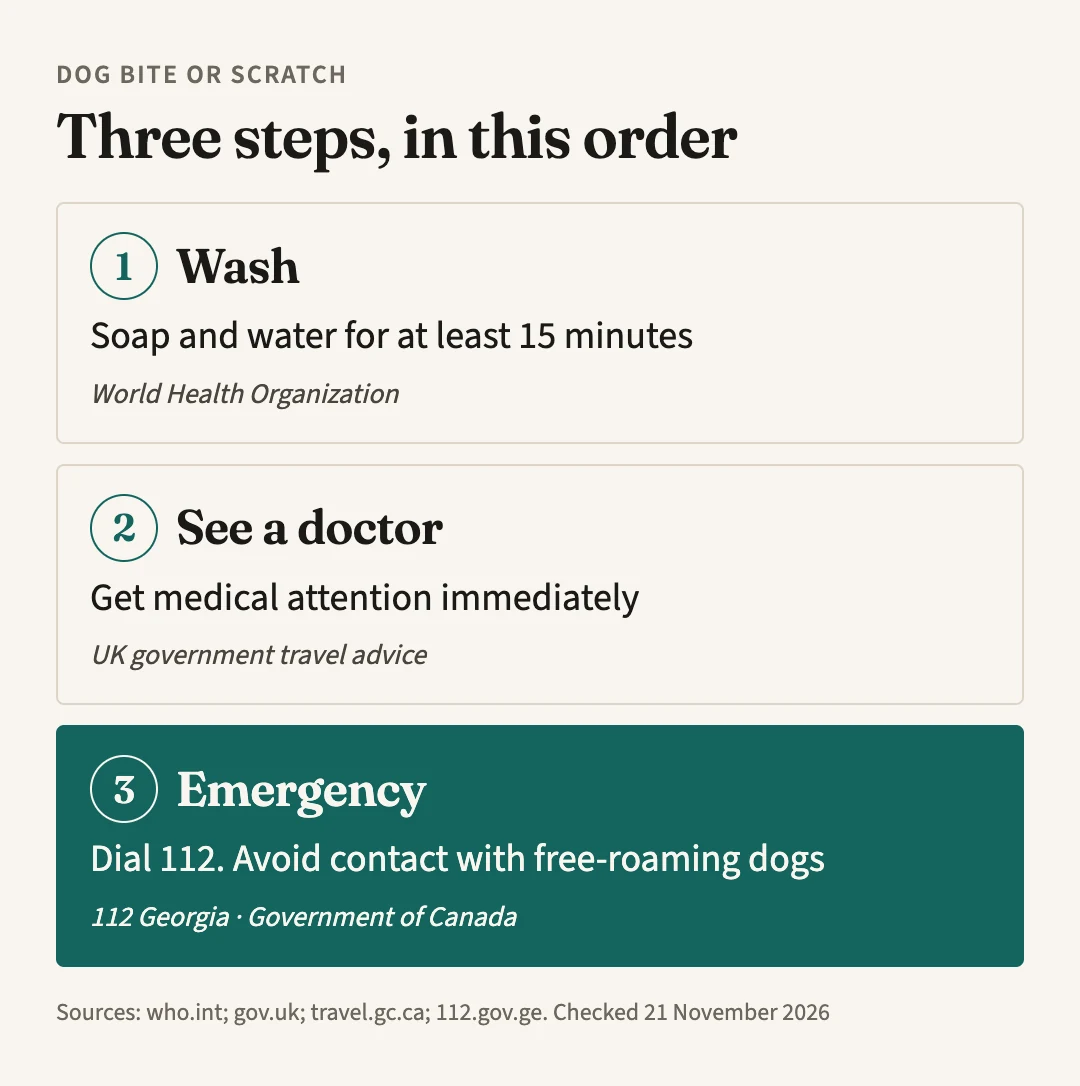 DOG BITE OR SCRATCH
Three steps, in this order
1 Wash
Soap and water for at least 15 minutes
World Health Organization
2 See a doctor
Get medical attention immediately
UK government travel advice
3 Emergency
Dial 112. Avoid contact with free-roaming dogs
112 Georgia · Government of Canada
Sources: who.int; gov.uk; travel.gc.ca; 112.gov.ge. Checked 21 November 2026